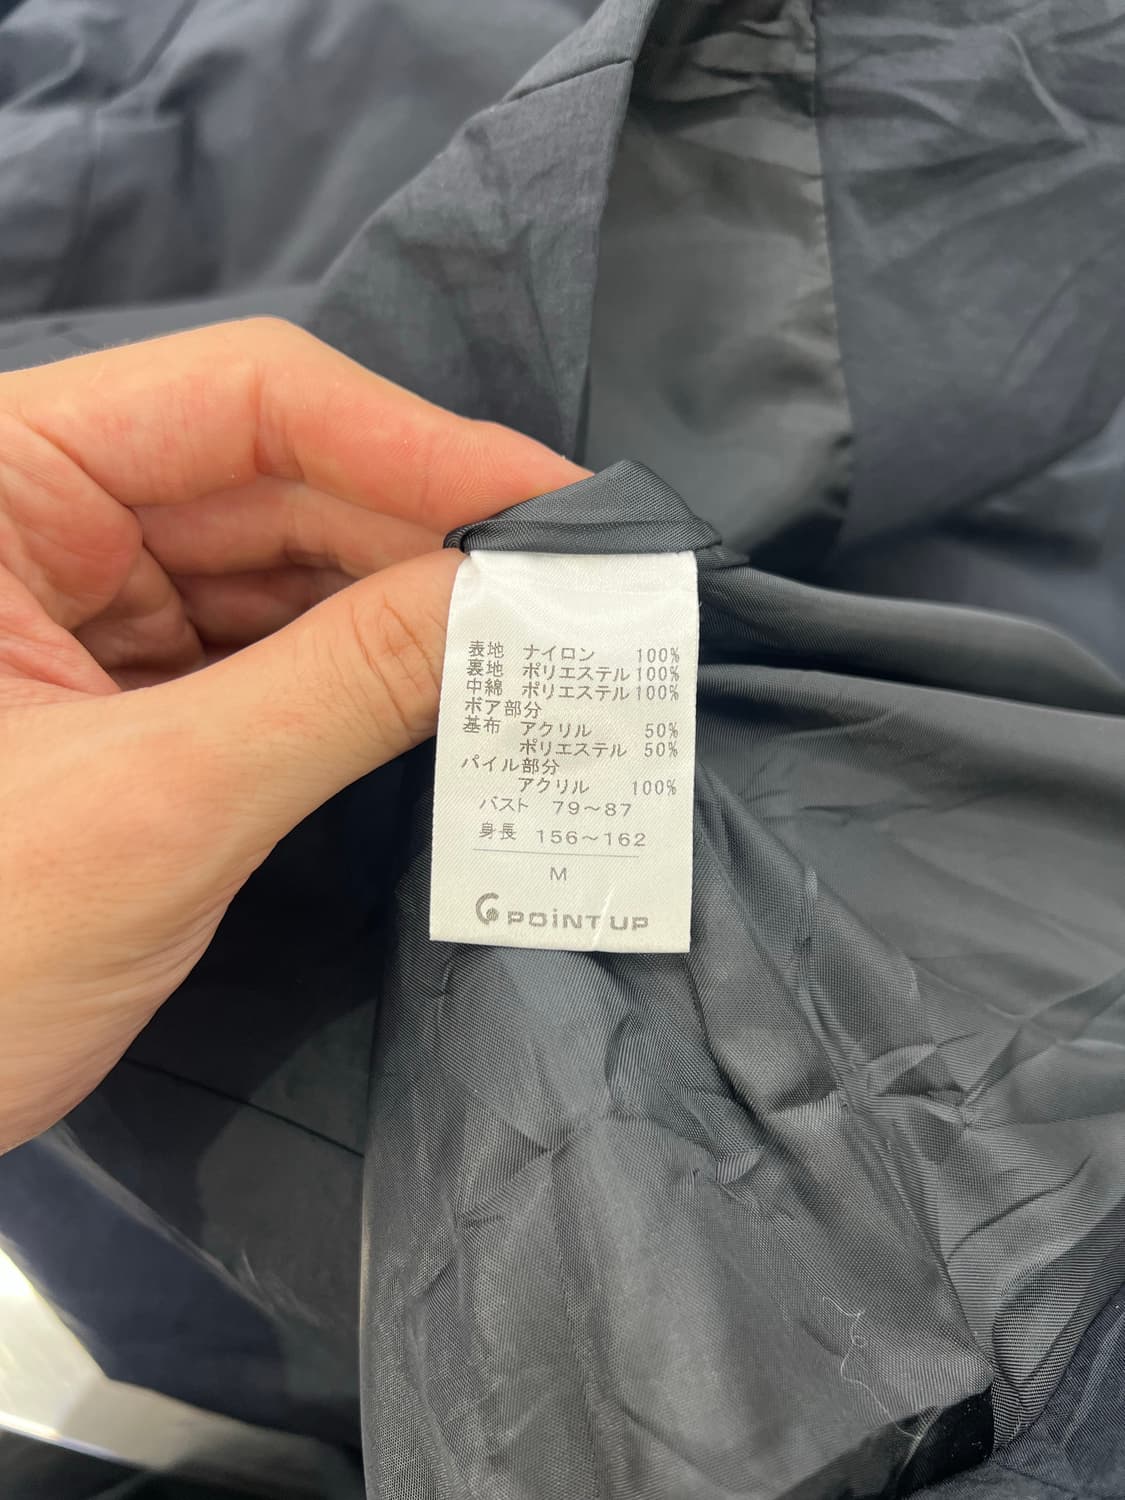 表地 ナイロン 100%
裏地 ポリエステル 100%
中綿 ポリエステル 100%
ボア部分
基布 アクリル 50%
ポリエステル 50%
パイル部分
アクリル 100%
バスト 79〜87
身長 156〜162
M
POiNT UP